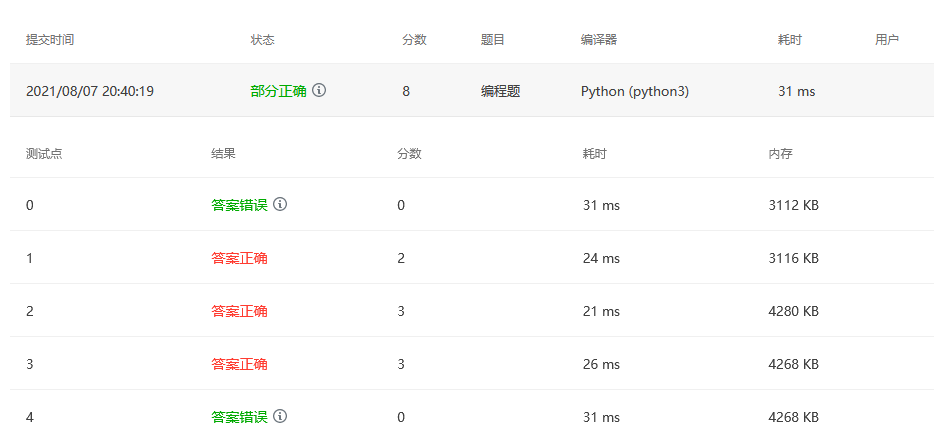 提交时间 状态 分数 题目 编译器 耗时 用户
2021/08/07 20:40:19 部分正确 8 编程题 Python (python3) 31 ms
测试点 结果 分数 耗时 内存
0 答案错误 0 31 ms 3112 KB
1 答案正确 2 24 ms 3116 KB
2 答案正确 3 21 ms 4280 KB
3 答案正确 3 26 ms 4268 KB
4 答案错误 0 31 ms 4268 KB